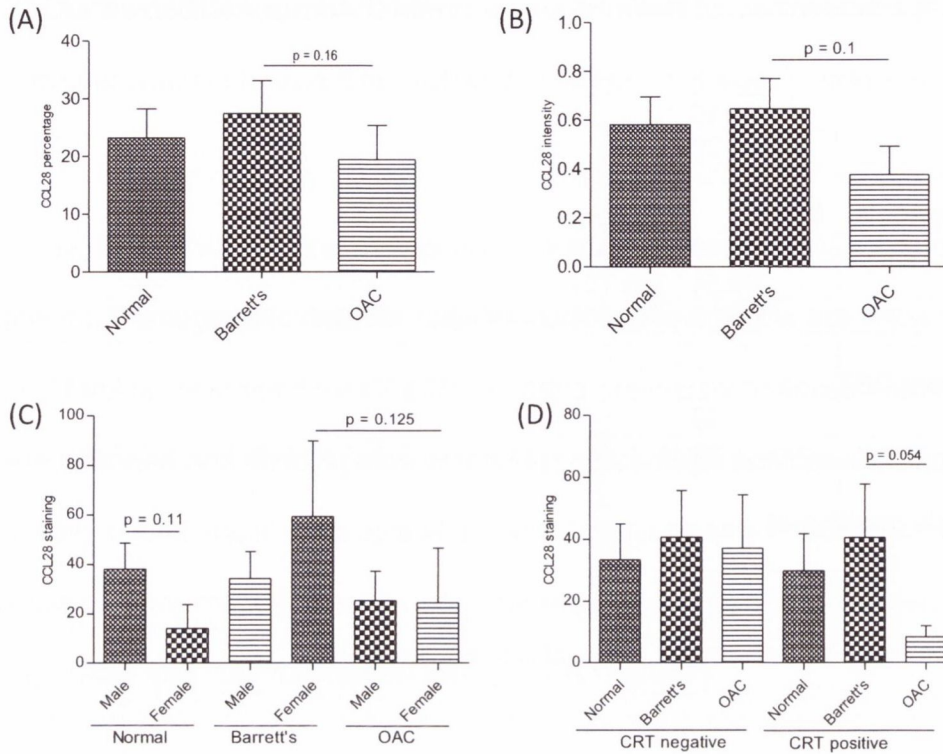 (A)
CCL28 percentage
40
30
20
10
0
p = 0.16
Normal
Barrett's
OAC
(B)
CCL28 intensity
1.0
0.8
0.6
0.4
0.2
0.0
p = 0.1
Normal
Barrett's
OAC
(C)
CCL28 staining
100
80
60
40
20
0
p = 0.11
p = 0.125
Male
Female
Male
Female
Male
Female
Normal
Barrett's
OAC
(D)
CCL28 staining
80
60
40
20
0
p = 0.054
Normal
Barrett's
OAC
Normal
Barrett's
OAC
CRT negative
CRT positive